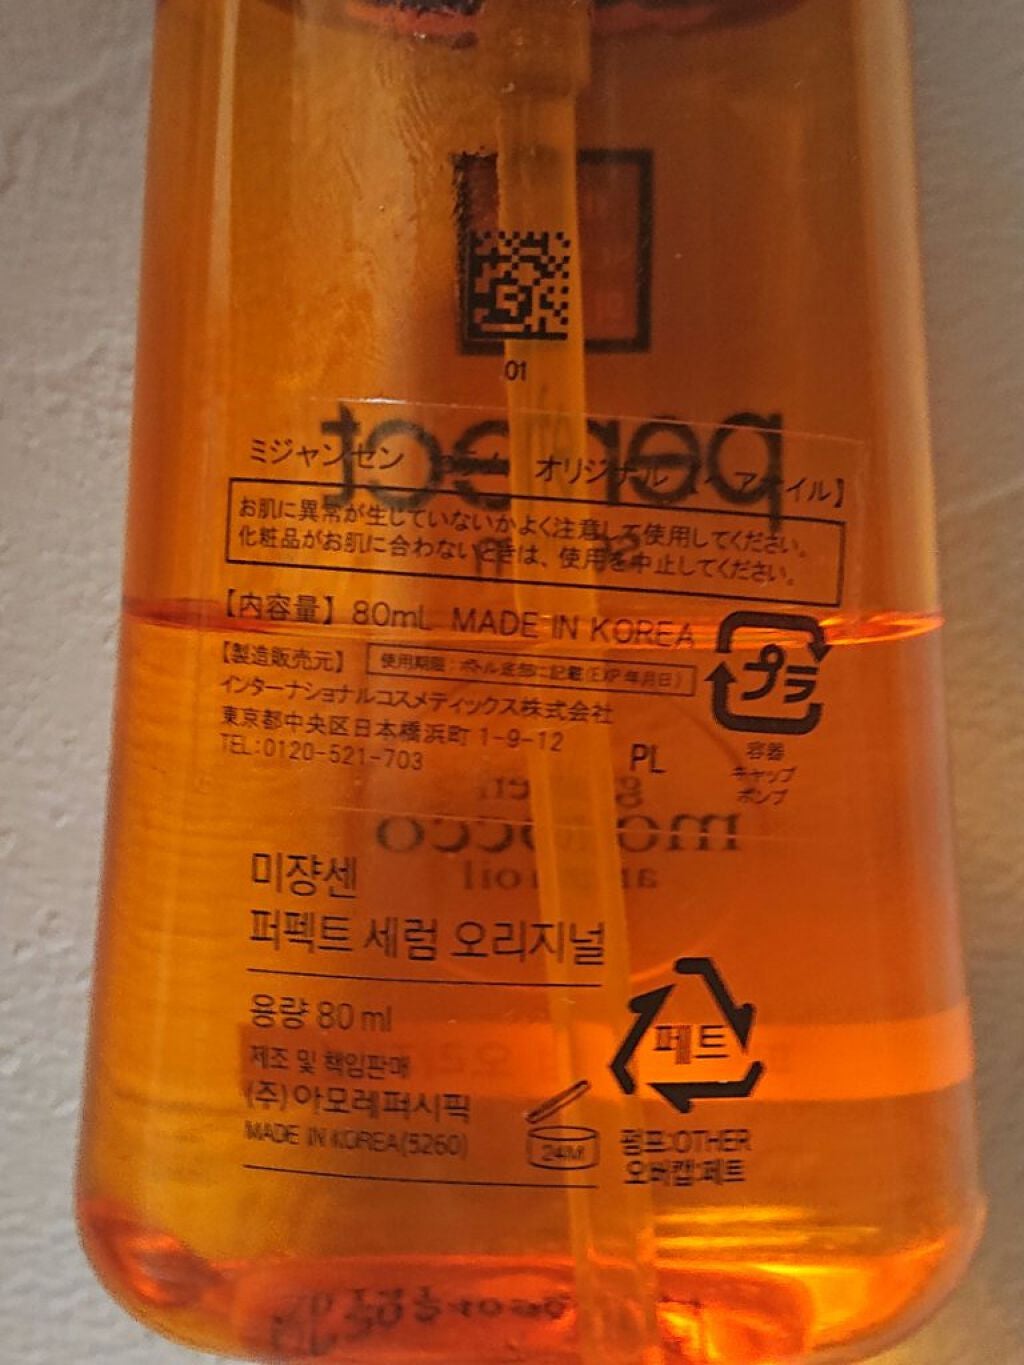 01
ミジャンセン オリジナル
お肌に異常が生じていないかよく注意して使用してください。
化粧品がお肌に合わないときは、使用を中止してください。
【内容量】 80mL MADE IN KOREA
【製造販売元】 使用期限:ボトル底部に記載(EXP年月日)
インターナショナルコスメティックス株式会社
東京都中央区日本橋浜町 1-9-12
TEL:0120-521-703
PL
プラ
容器
キャップ
ポンプ
perfect
morocco
oil
미쟝센
퍼펙트 세럼 오리지널
용량 80 ml
제조 및 책임판매
(주)아모레퍼시픽
MADE IN KOREA(5260)
24M
페트
펌프:OTHER
오버캡:페트